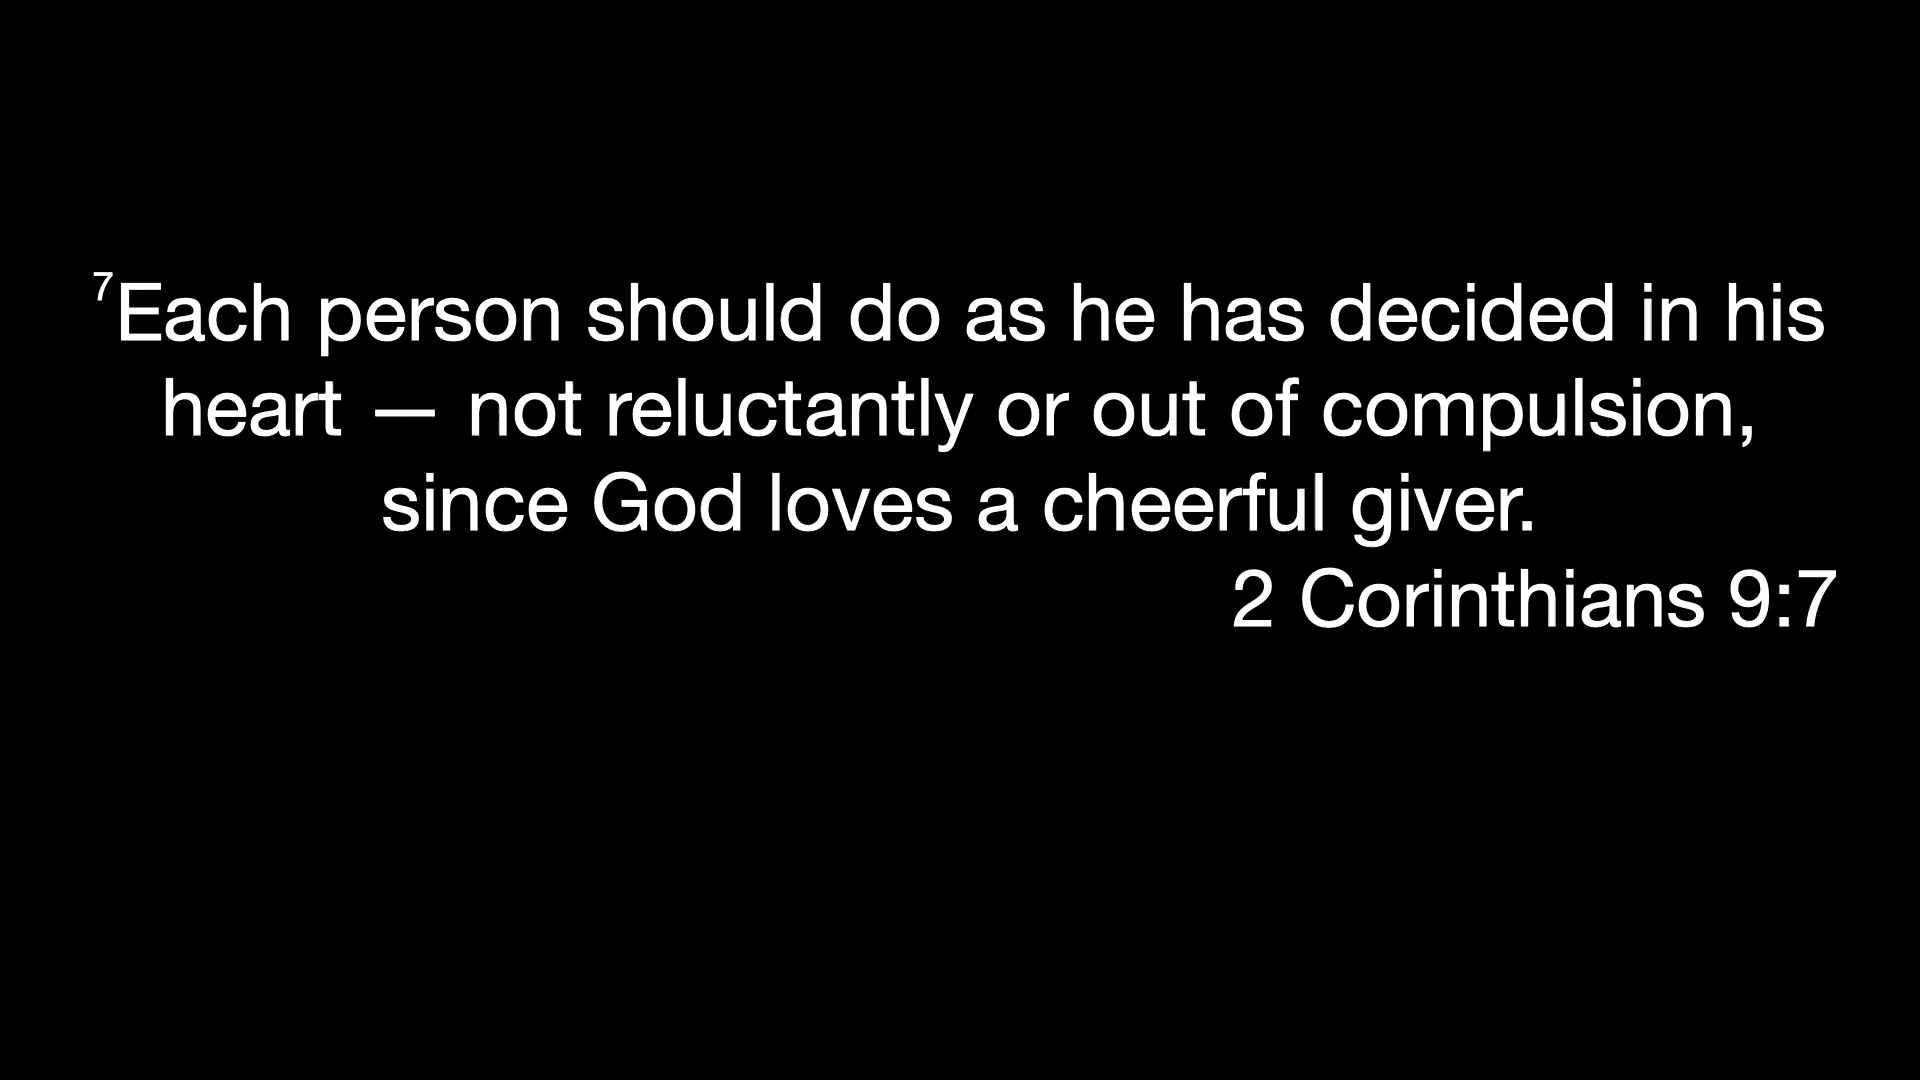 ⁷Each person should do as he has decided in his
heart — not reluctantly or out of compulsion,
since God loves a cheerful giver.
2 Corinthians 9:7